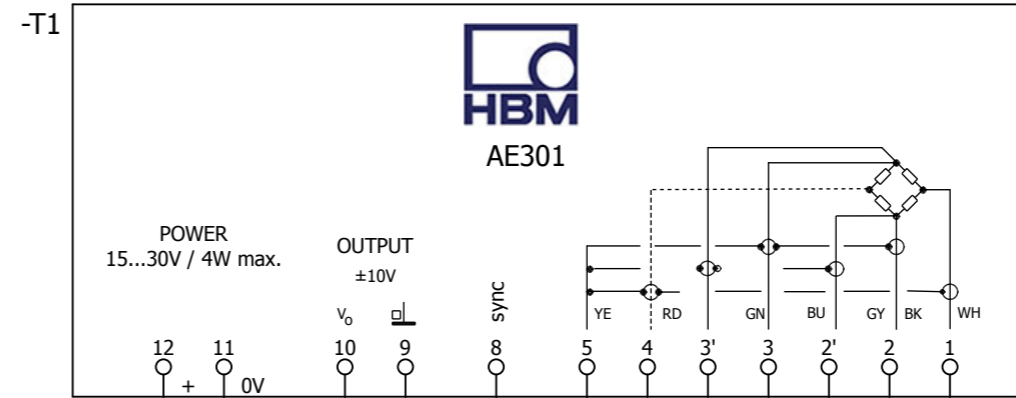 -T1
HBM
AE301
POWER
15...30V / 4W max.
OUTPUT
±10V
Vo
sync
YE RD GN BU GY BK WH
12 11 10 9 8 5 4 3' 3 2' 2 1
+ 0V